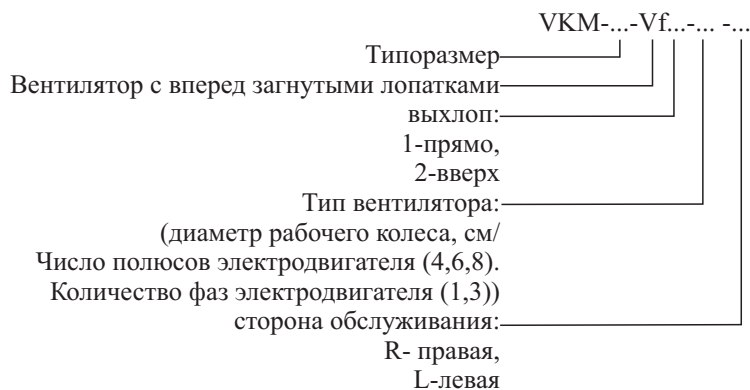 VKM-...-Vf...-... -...
Типоразмер
Вентилятор с вперед загнутыми лопатками
выхлоп:
1-прямо,
2-вверх
Тип вентилятора:
(диаметр рабочего колеса, см/
Число полюсов электродвигателя (4,6,8).
Количество фаз электродвигателя (1,3))
сторона обслуживания:
R- правая,
L-левая